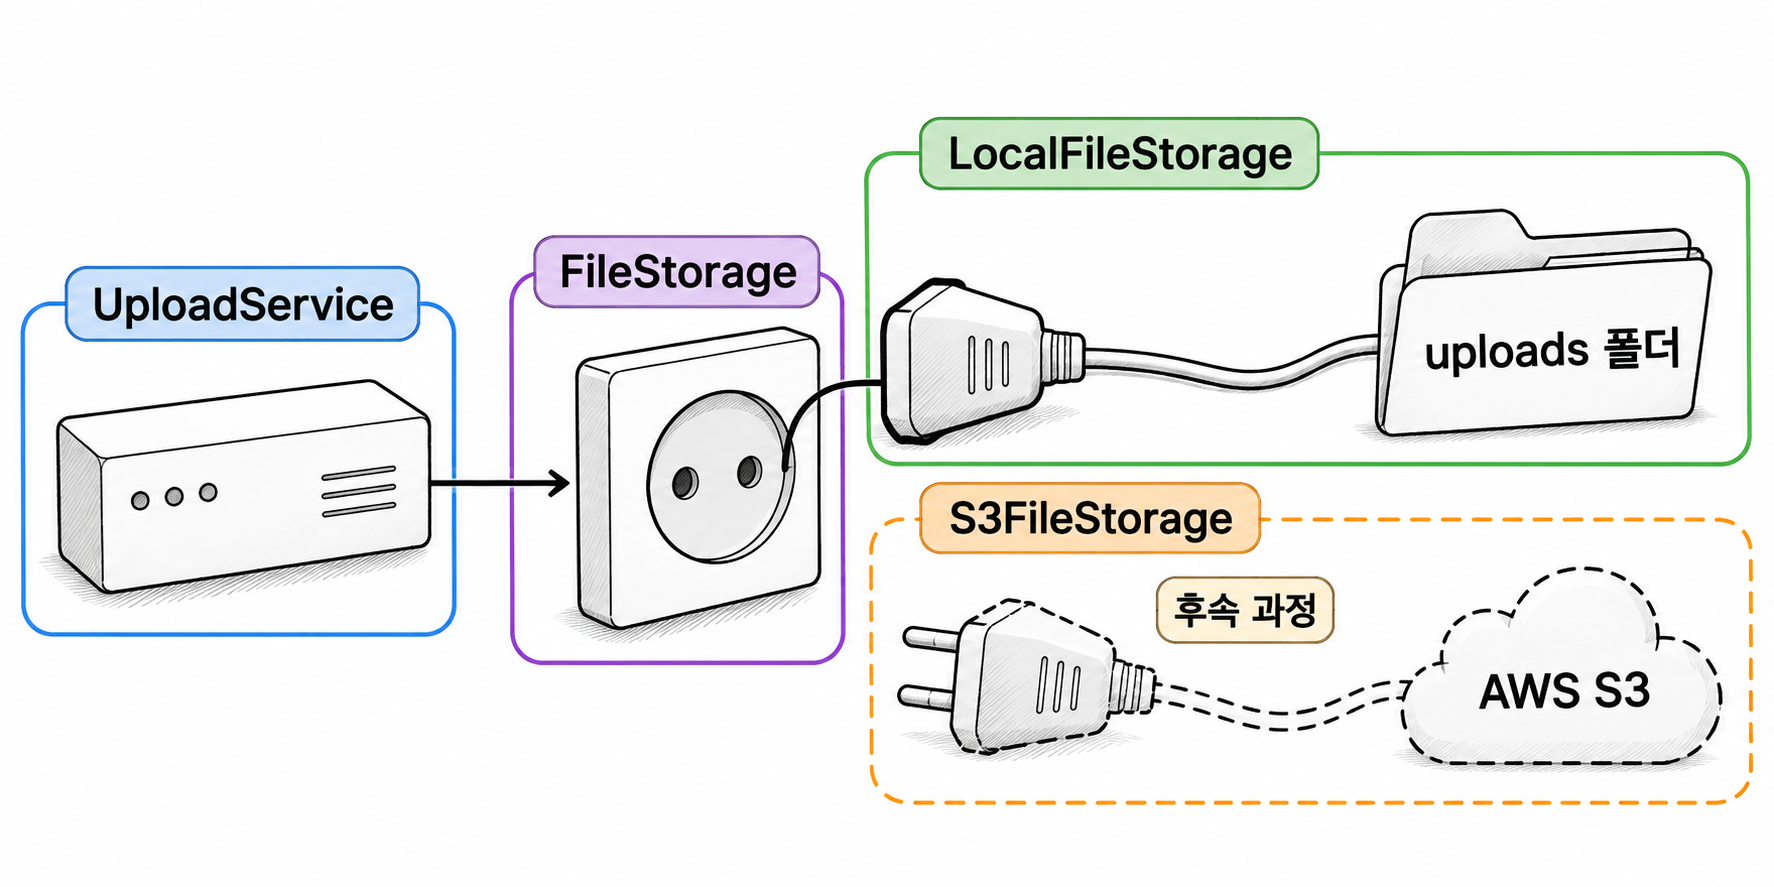 UploadService
FileStorage
LocalFileStorage
uploads 폴더
S3FileStorage
후속 과정
AWS S3